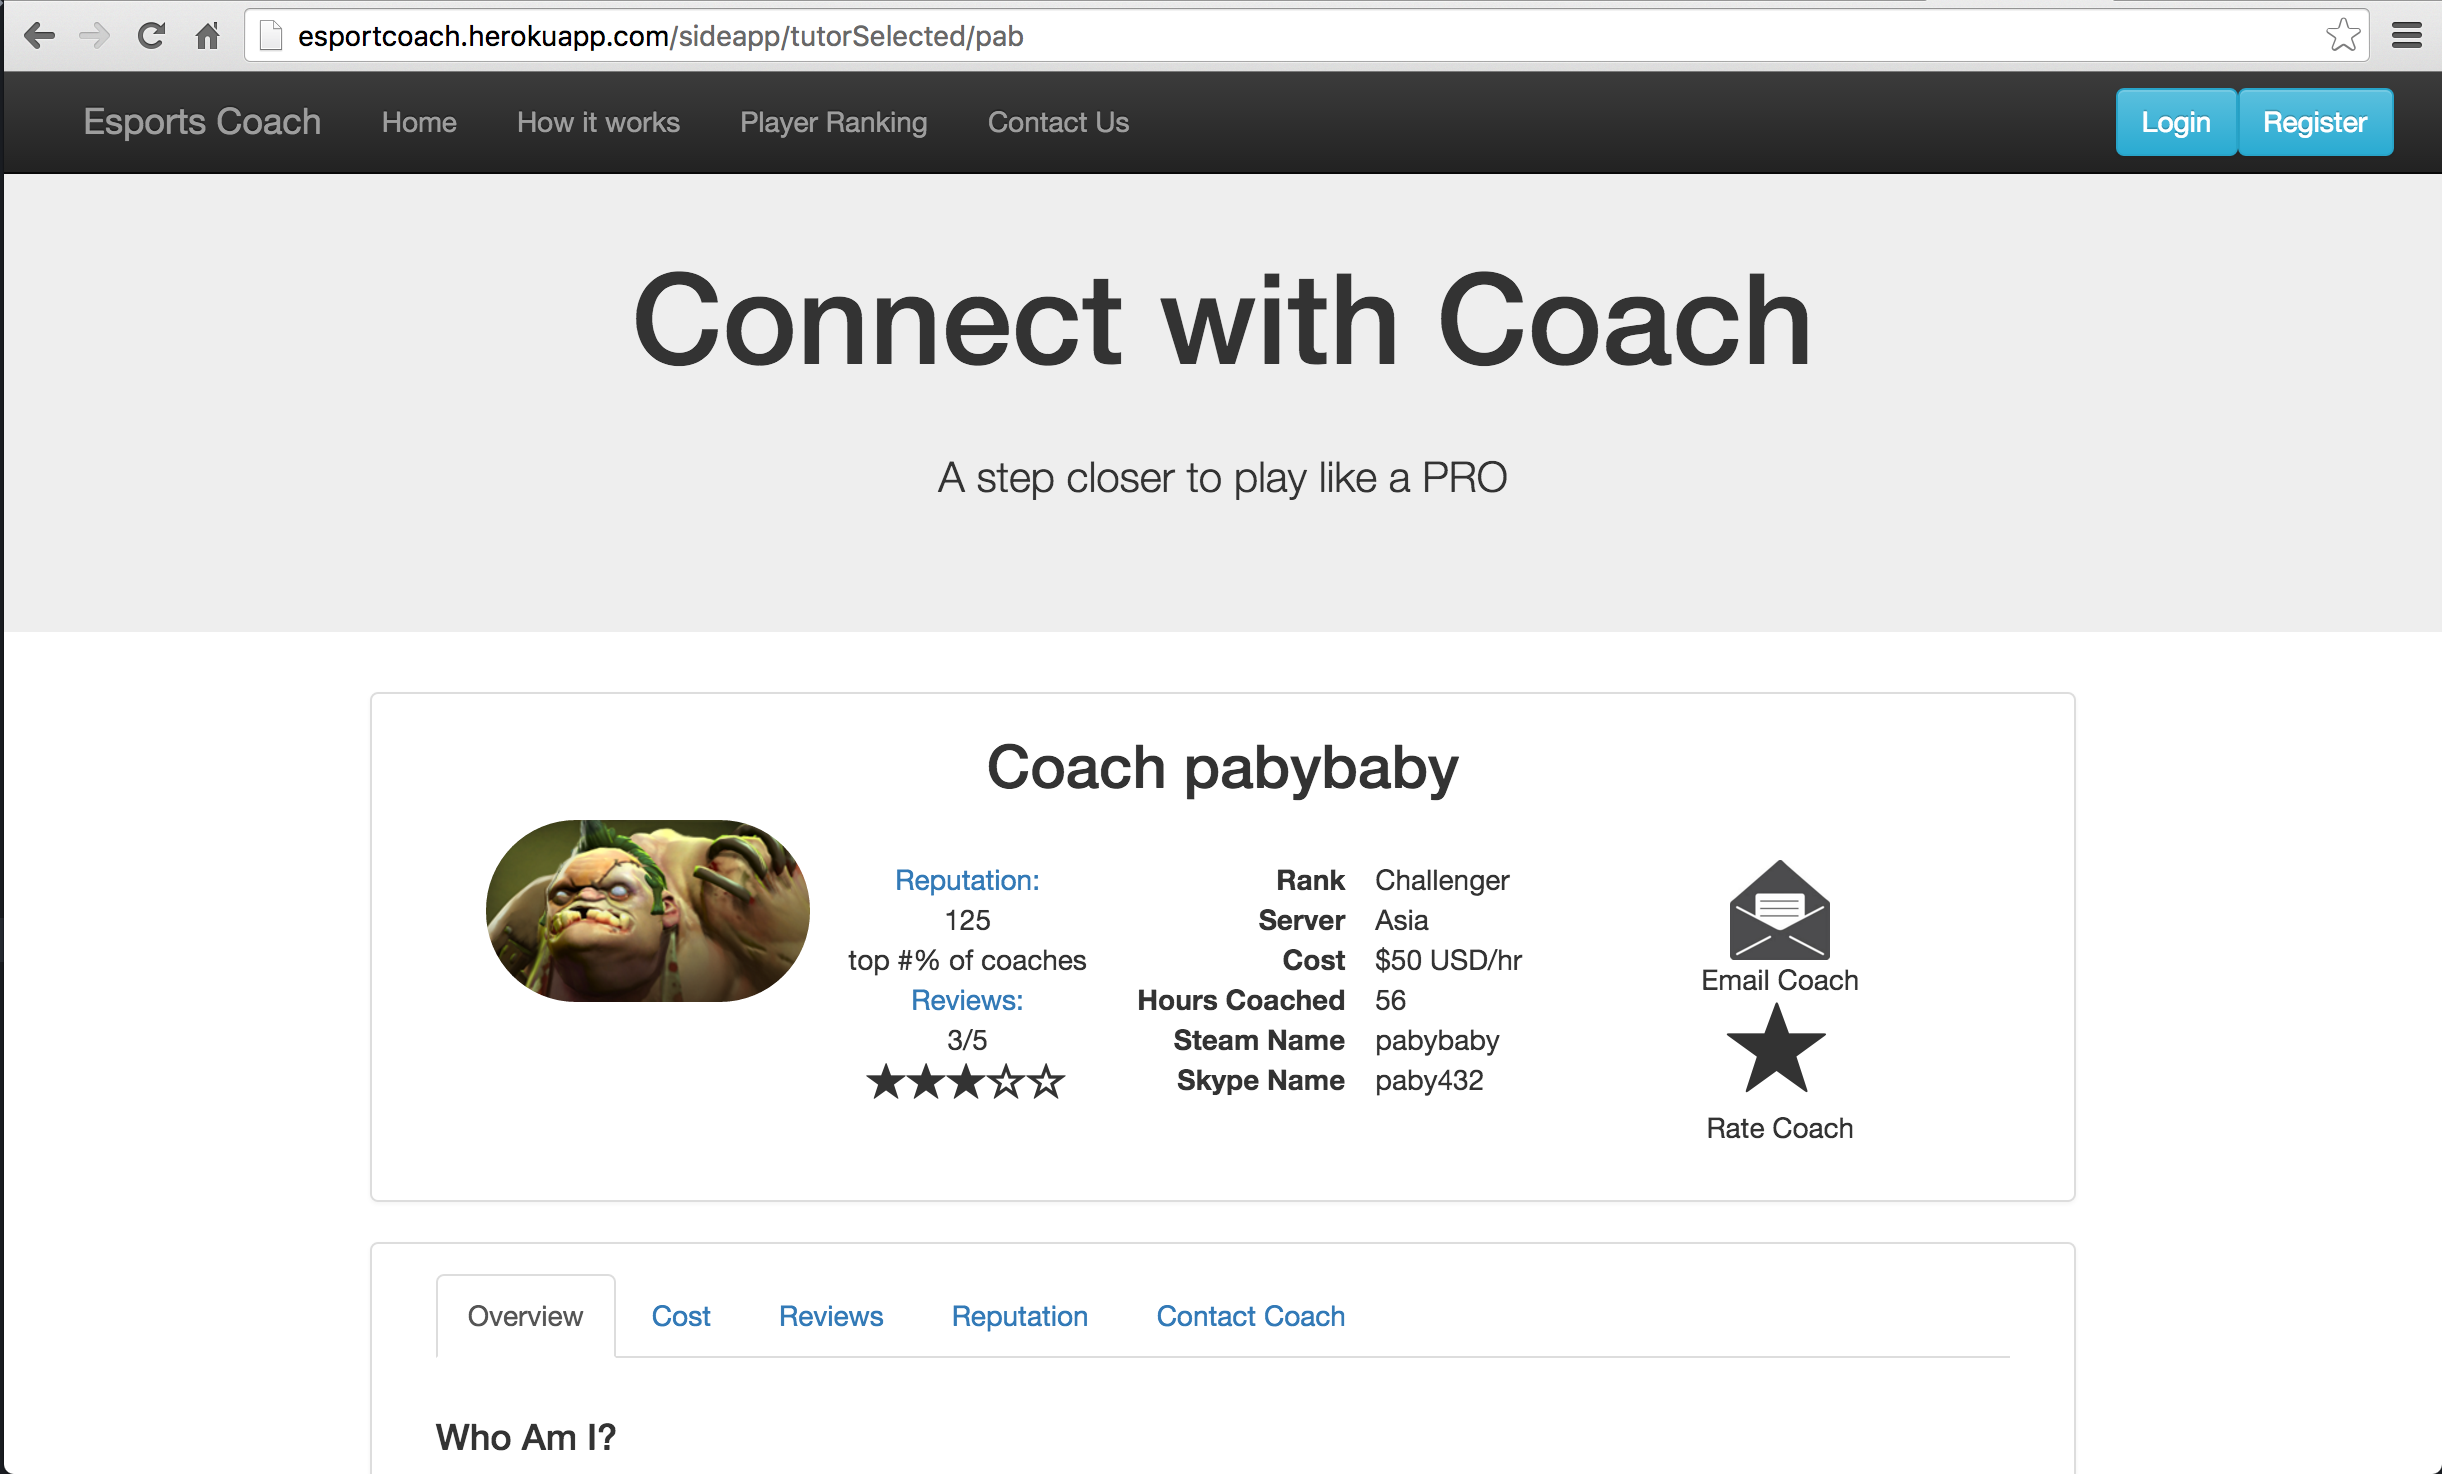 esportcoach.herokuapp.com/sideapp/tutorSelected/pab
Esports Coach Home How it works Player Ranking Contact Us Login Register
Connect with Coach
A step closer to play like a PRO
Coach pabybaby
Reputation:
125
top #% of coaches
Reviews:
3/5
Rank Challenger
Server Asia
Cost $50 USD/hr
Hours Coached 56
Steam Name pabybaby
Skype Name paby432
Email Coach
Rate Coach
Overview Cost Reviews Reputation Contact Coach
Who Am I?